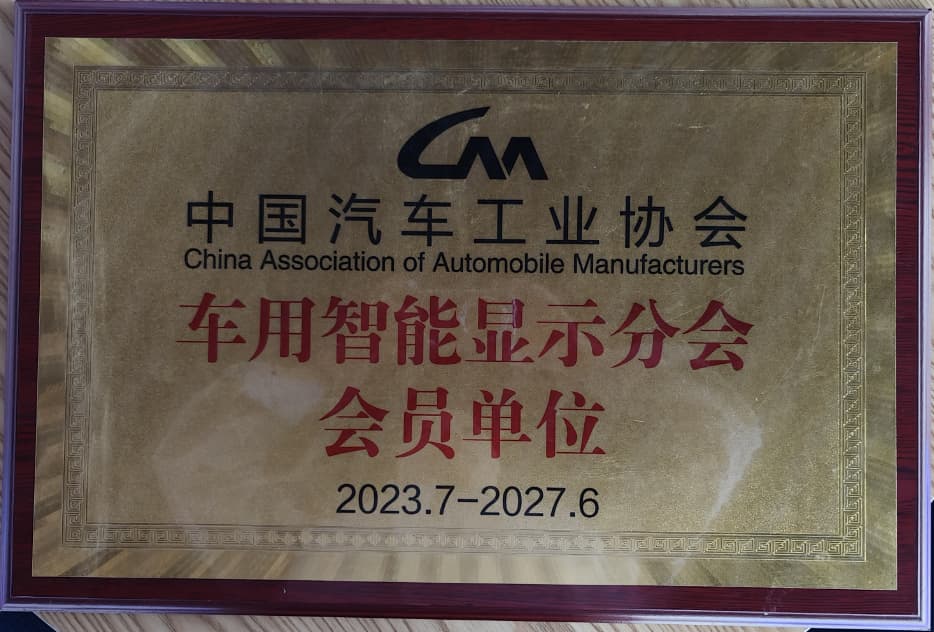 CAAM
中国汽车工业协会
China Association of Automobile Manufacturers
车用智能显示分会
会员单位
2023.7-2027.6